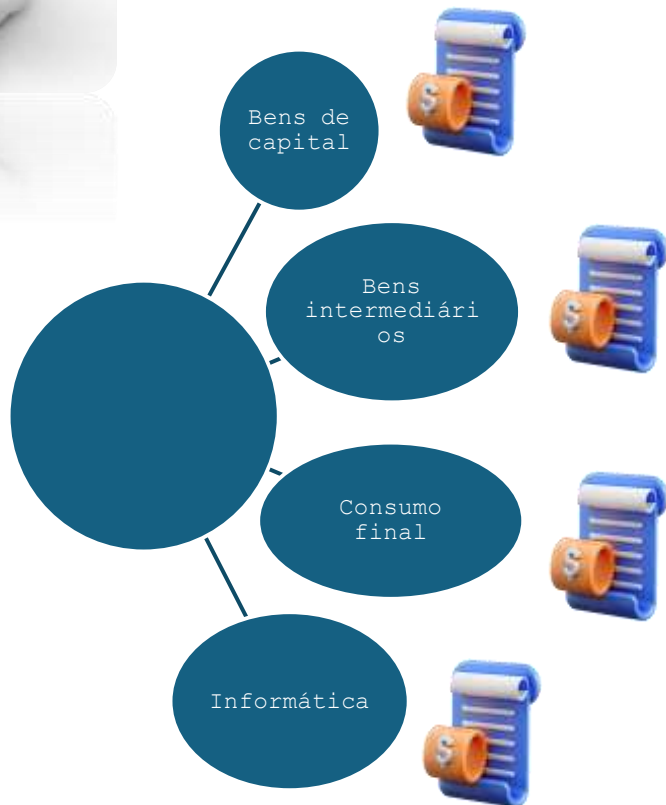 Bens de
capital
Bens
intermediári
os
Consumo
final
Informática
$
$
$
$